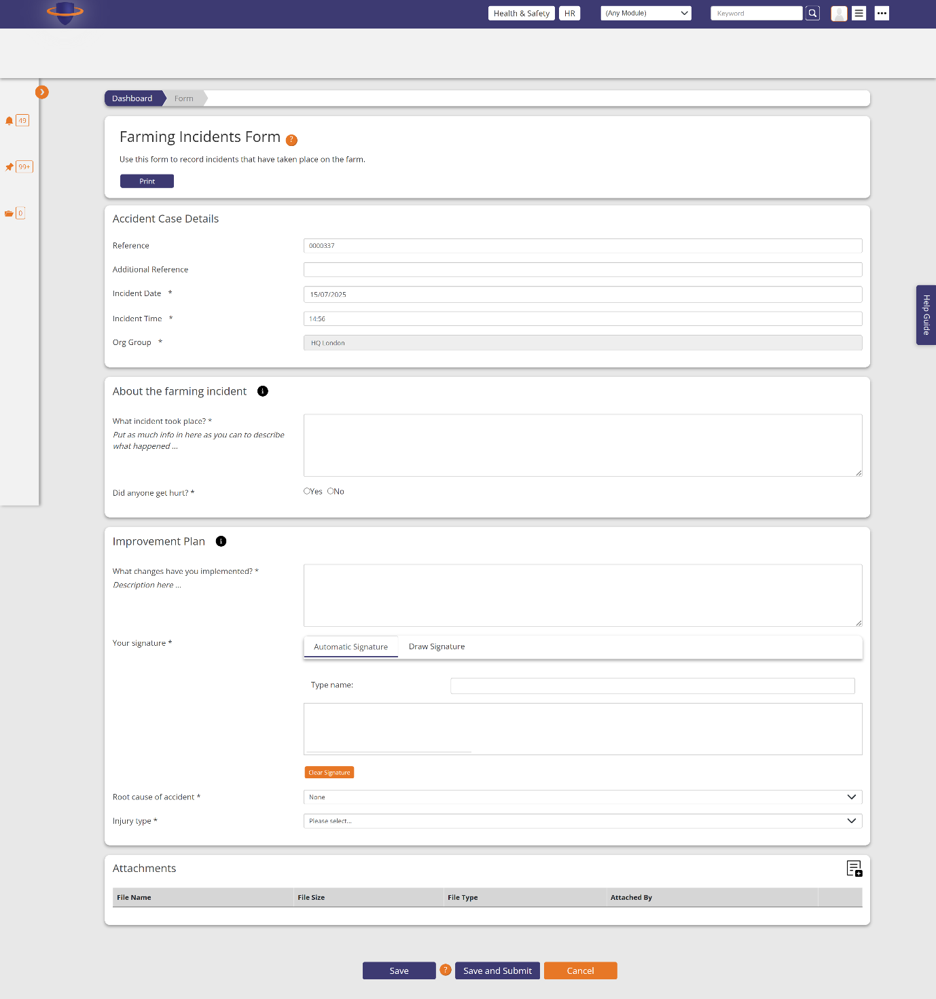 Health & Safety HR (Any Module) Keyword
49
99+
0
Dashboard Form
Farming Incidents Form ?
Use this form to record incidents that have taken place on the farm.
Print
Accident Case Details
Reference 0000337
Additional Reference
Incident Date * 15/07/2025
Incident Time * 14:56
Org Group * HQ London
Help Guide
About the farming incident i
What incident took place? *
Put as much info in here as you can to describe
what happened ...
Did anyone get hurt? * Yes No
Improvement Plan i
What changes have you implemented? *
Description here ...
Your signature * Automatic Signature Draw Signature
Type name:
Clear Signature
Root cause of accident * None
Injury type * Please select...
Attachments
File Name File Size File Type Attached By
Save ? Save and Submit Cancel